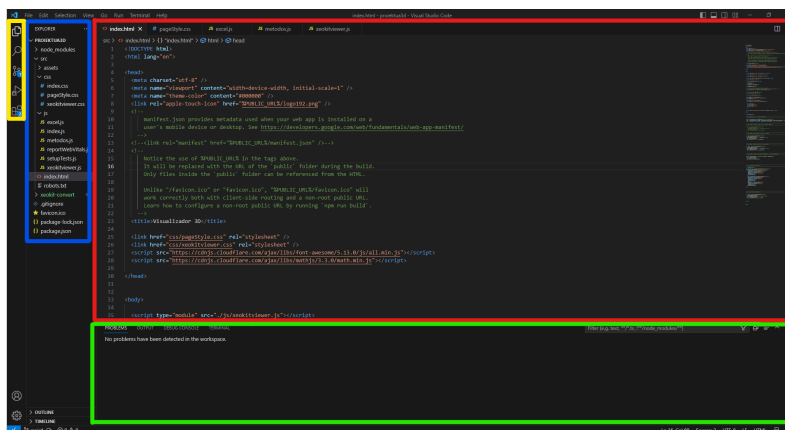 File Edit Selection View Go Run Terminal Help
index.html - proiektua3d - Visual Studio Code
EXPLORER
PROIEKTUA3D
node_modules
src
assets
css
# index.css
# pageStyle.css
# xeokitviewer.css
js
JS excel.js
JS index.js
JS metodos.js
JS reportWebVitals.j
JS setupTests.js
JS xeokitviewer.js
index.html
robots.txt
xeokit-convert
.gitignore
favicon.ico
{} package-lock.json
{} package.json
OUTLINE
TIMELINE
index.html
# pageStyle.css
JS excel.js
JS metodos.js
JS xeokitviewer.js
src > index.html > {} "index.html" > html > head
1 <!DOCTYPE html>
2 <html lang="en">
3
4 <head>
5 <meta charset="utf-8" />
6 <meta name="viewport" content="width=device-width, initial-scale=1" />
7 <meta name="theme-color" content="#000000" />
8 <link rel="apple-touch-icon" href="%PUBLIC_URL%/logo192.png" />
9 <!--
10 manifest.json provides metadata used when your web app is installed on a
11 user's mobile device or desktop. See https://developers.google.com/web/fundamentals/web-app-manifest/
12 -->
13 <!--<link rel="manifest" href="%PUBLIC_URL%/manifest.json" />-->
14 <!--
15 Notice the use of %PUBLIC_URL% in the tags above.
16 It will be replaced with the URL of the `public` folder during the build.
17 Only files inside the `public` folder can be referenced from the HTML.
18
19 Unlike "/favicon.ico" or "favicon.ico", "%PUBLIC_URL%/favicon.ico" will
20 work correctly both with client-side routing and a non-root public URL.
21 Learn how to configure a non-root public URL by running `npm run build`.
22 -->
23 <title>Visualizador 3D</title>
24
25 <link href="css/pageStyle.css" rel="stylesheet" />
26 <link href="css/xeokitviewer.css" rel="stylesheet" />
27 <script src="https://cdnjs.cloudflare.com/ajax/libs/font-awesome/5.13.0/js/all.min.js"></script>
28 <script src="https://cdnjs.cloudflare.com/ajax/libs/mathjs/3.3.0/math.min.js"></script>
29
30 </head>
31
32
33 <body>
34
35 <script type="module" src="./js/xeokitviewer.js"></script>
PROBLEMS OUTPUT DEBUG CONSOLE TERMINAL
Filter (e.g. text, **/*.ts, !**/node_modules/**)
No problems have been detected in the workspace.